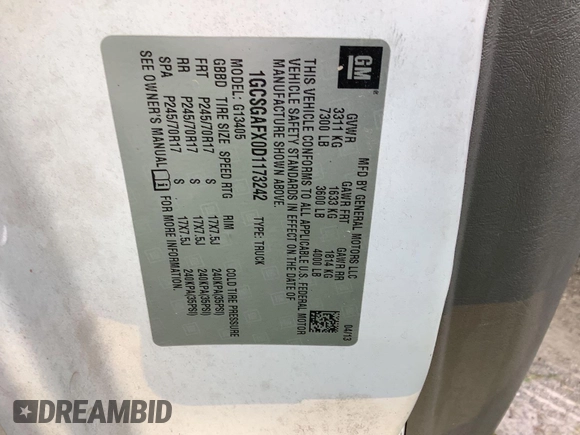 GM
MFD BY GENERAL MOTORS LLC
04/13
GVWR
GAWR FRT
GAWR RR
3311 KG
1633 KG
1814 KG
7300 LB
3600 LB
4000 LB
THIS VEHICLE CONFORMS TO ALL APPLICABLE U.S. FEDERAL MOTOR
VEHICLE SAFETY STANDARDS IN EFFECT ON THE DATE OF
MANUFACTURE SHOWN ABOVE.
1GCSGAFX0D1173242 TYPE: TRUCK
MODEL: G13405
GBBD TIRE SIZE SPEED RTG RIM COLD TIRE PRESSURE
FRT P245/70R17 S 17X7.5J 240KPA(35PSI)
RR P245/70R17 S 17X7.5J 240KPA(35PSI)
SPA P245/70R17 S 17X7.5J 240KPA(35PSI)
SEE OWNER'S MANUAL FOR MORE INFORMATION.
DREAMBID